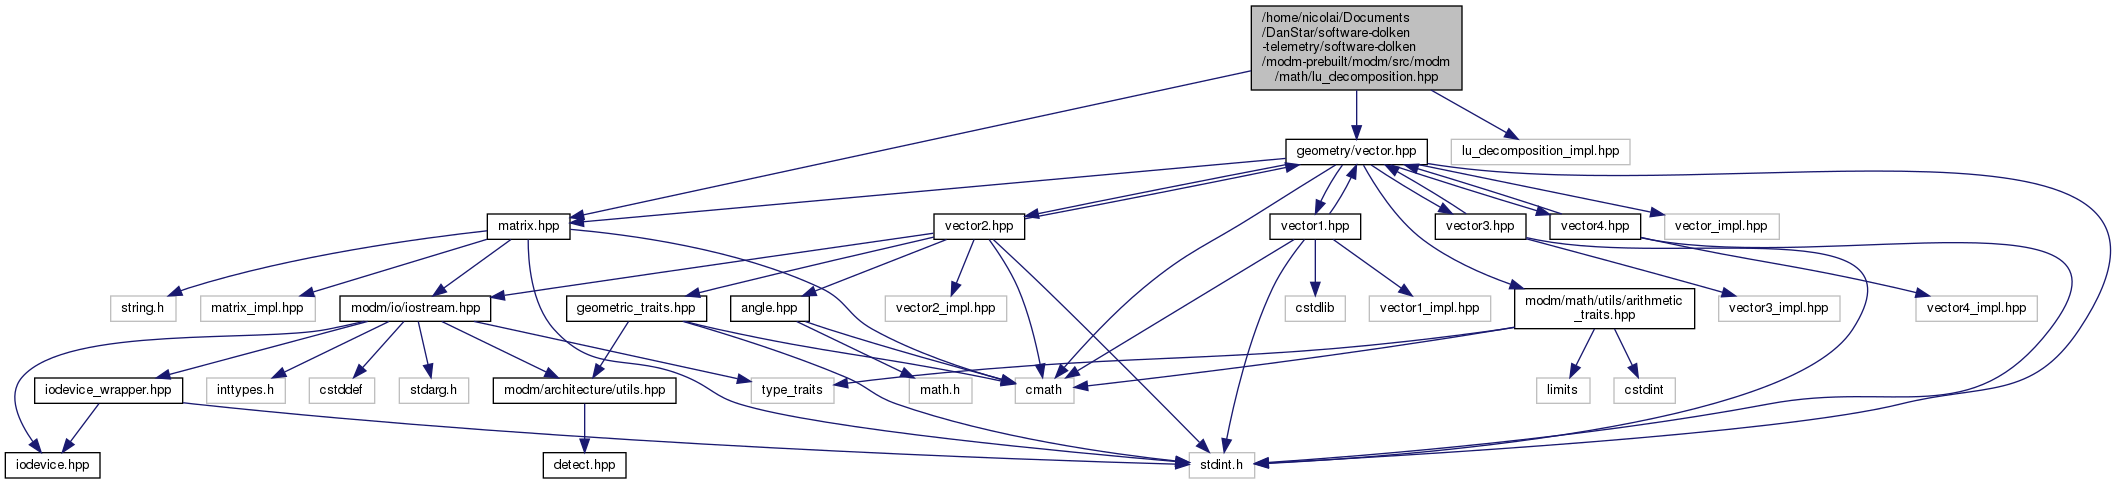 /home/nicolai/Documents
/DanStar/software-dolken
-telemetry/software-dolken
/modm-prebuilt/modm/src/modm
/math/lu_decomposition.hpp
geometry/vector.hpp
lu_decomposition_impl.hpp
matrix.hpp
vector2.hpp
vector1.hpp
vector3.hpp
vector4.hpp
vector_impl.hpp
string.h
matrix_impl.hpp
modm/io/iostream.hpp
geometric_traits.hpp
angle.hpp
vector2_impl.hpp
cstdlib
vector1_impl.hpp
modm/math/utils/arithmetic
_traits.hpp
vector3_impl.hpp
vector4_impl.hpp
iodevice_wrapper.hpp
inttypes.h
cstddef
stdarg.h
modm/architecture/utils.hpp
type_traits
math.h
cmath
limits
cstdint
iodevice.hpp
detect.hpp
stdint.h